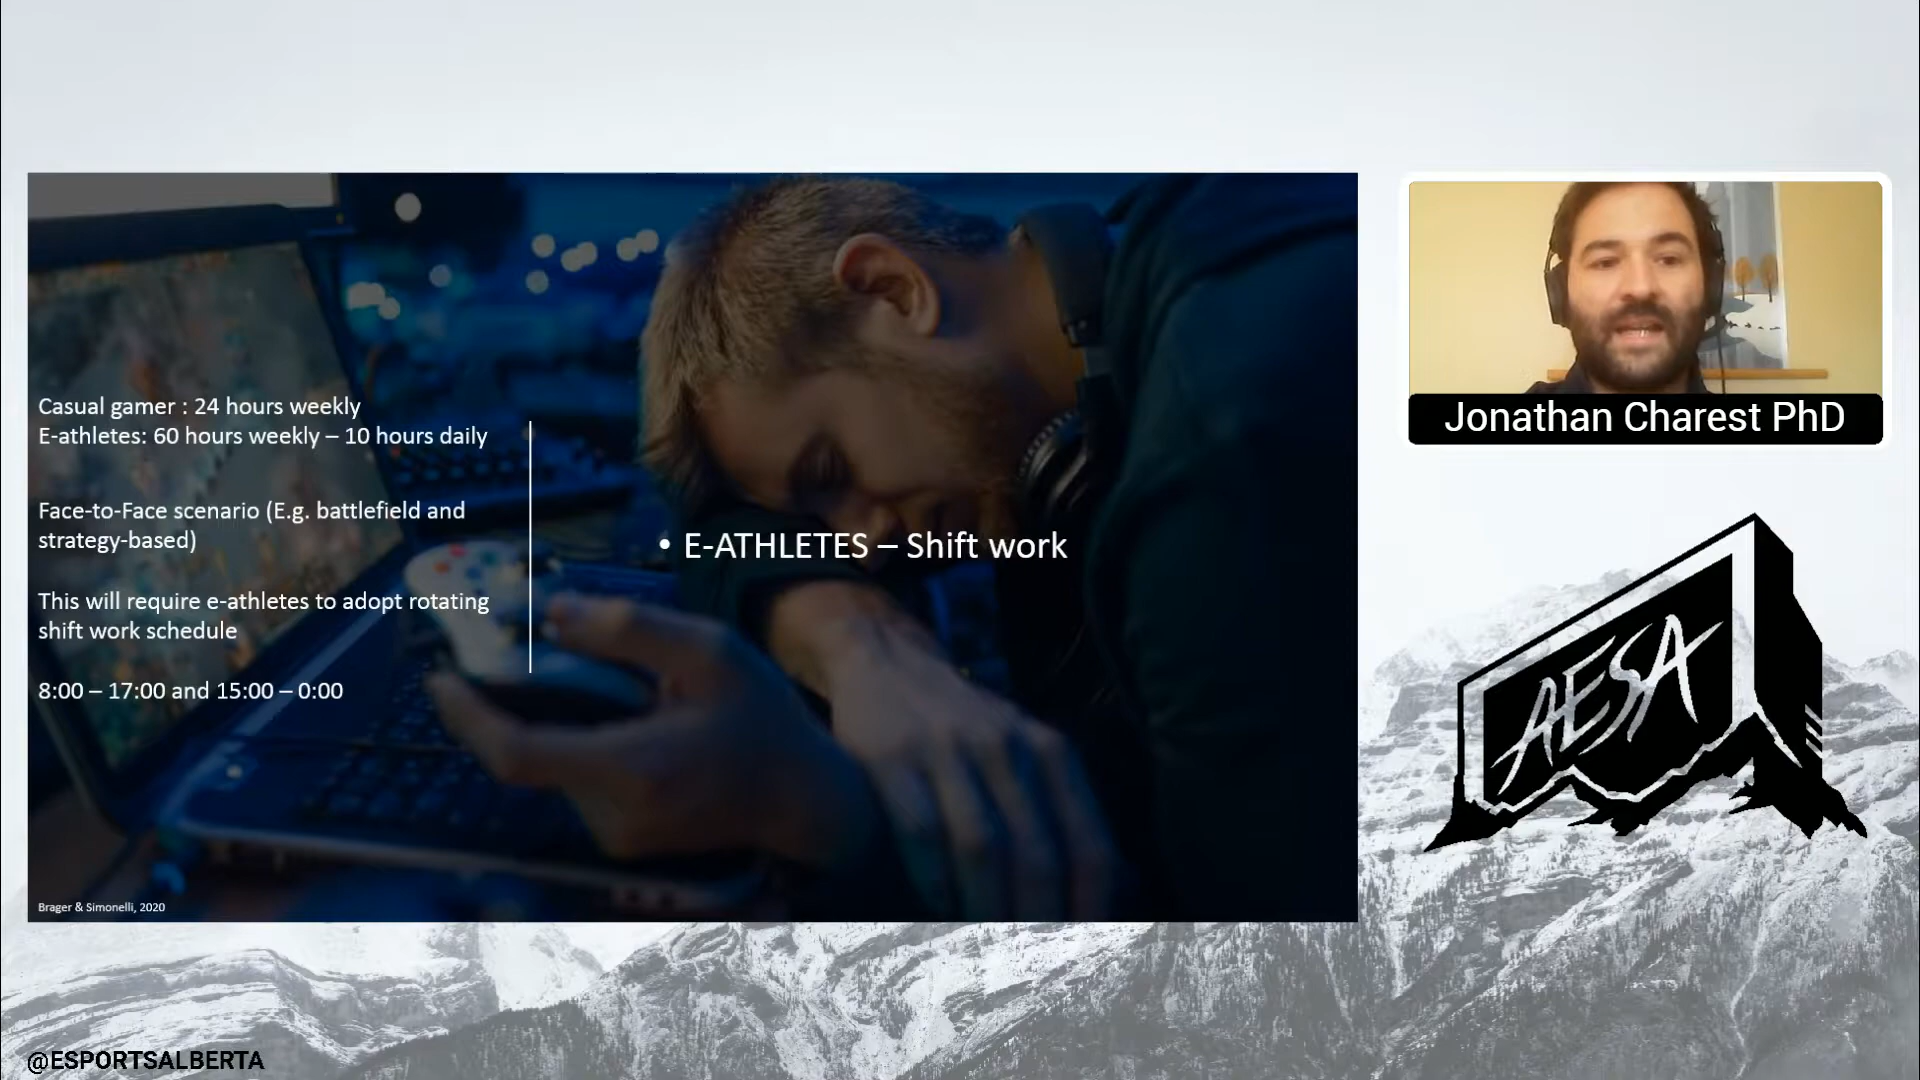 Casual gamer : 24 hours weekly
E-athletes: 60 hours weekly – 10 hours daily
Face-to-Face scenario (E.g. battlefield and
strategy-based)
This will require e-athletes to adopt rotating
shift work schedule
8:00 – 17:00 and 15:00 – 0:00
• E-ATHLETES – Shift work
Brager & Simonelli, 2020
Jonathan Charest PhD
AESA
@ESPORTSALBERTA